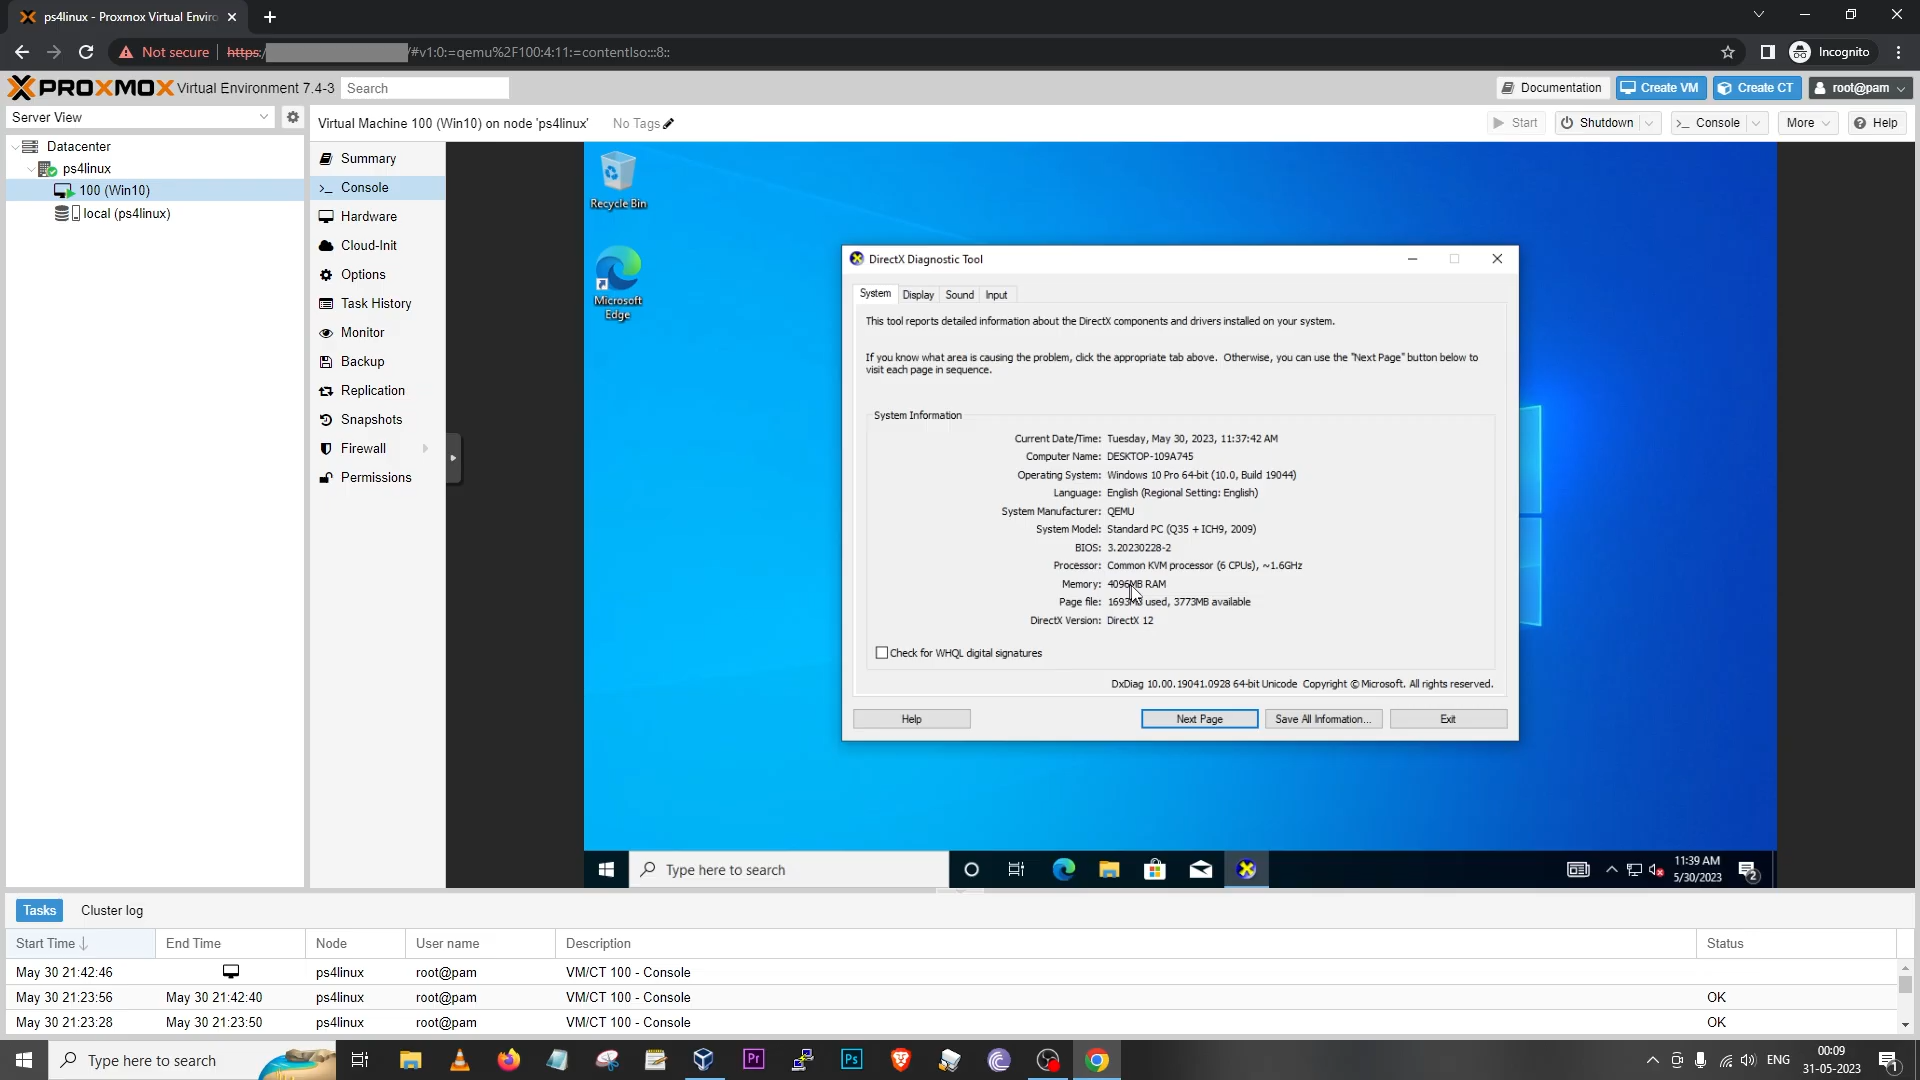 ps4linux - Proxmox Virtual Enviro
Not secure https:/ /#v1:0:=qemu%2F100:4:11:=contentIso:::8::
Incognito
PROXMOX Virtual Environment 7.4-3 Search
Documentation Create VM Create CT root@pam
Server View
Virtual Machine 100 (Win10) on node 'ps4linux' No Tags
Start Shutdown Console More Help
Datacenter
ps4linux
100 (Win10)
local (ps4linux)
Summary
Console
Hardware
Cloud-Init
Options
Task History
Monitor
Backup
Replication
Snapshots
Firewall
Permissions
Recycle Bin
Microsoft
Edge
DirectX Diagnostic Tool
System Display Sound Input
This tool reports detailed information about the DirectX components and drivers installed on your system.
If you know what area is causing the problem, click the appropriate tab above. Otherwise, you can use the "Next Page" button below to
visit each page in sequence.
System Information
Current Date/Time: Tuesday, May 30, 2023, 11:37:42 AM
Computer Name: DESKTOP-109A745
Operating System: Windows 10 Pro 64-bit (10.0, Build 19044)
Language: English (Regional Setting: English)
System Manufacturer: QEMU
System Model: Standard PC (Q35 + ICH9, 2009)
BIOS: 3.20230228-2
Processor: Common KVM processor (6 CPUs), ~1.6GHz
Memory: 4096MB RAM
Page file: 1693MB used, 3773MB available
DirectX Version: DirectX 12
Check for WHQL digital signatures
DxDiag 10.00.19041.0928 64-bit Unicode Copyright © Microsoft. All rights reserved.
Help Next Page Save All Information... Exit
Type here to search
11:39 AM
5/30/2023
2
Tasks Cluster log
Start Time End Time Node User name Description Status
May 30 21:42:46 ps4linux root@pam VM/CT 100 - Console
May 30 21:23:56 May 30 21:42:40 ps4linux root@pam VM/CT 100 - Console OK
May 30 21:23:28 May 30 21:23:50 ps4linux root@pam VM/CT 100 - Console OK
Type here to search
Pr
Ps
ENG
00:09
31-05-2023
1